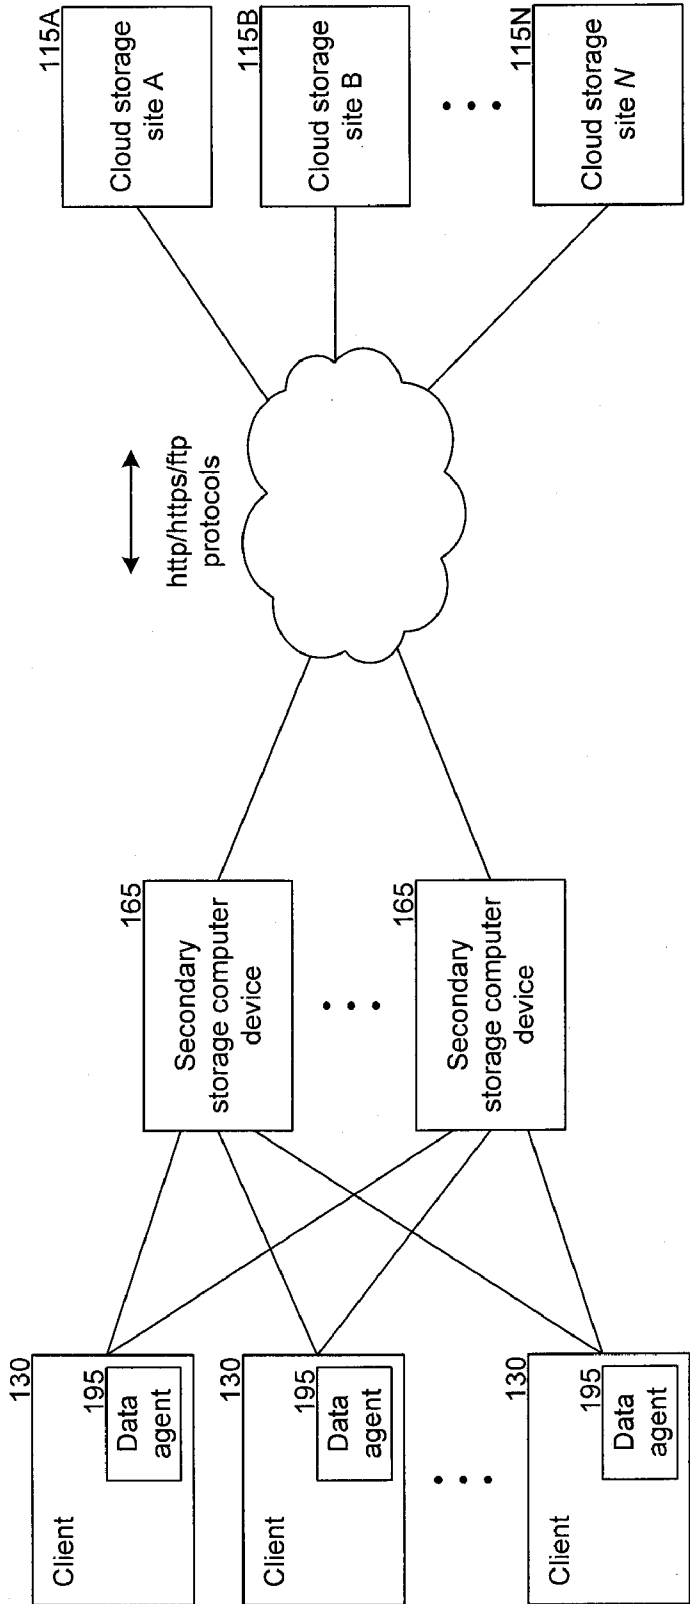 130
Client
195
Data
agent
130
Client
195
Data
agent
130
Client
195
Data
agent
165
Secondary
storage computer
device
165
Secondary
storage computer
device
http/https/ftp
protocols
115A
Cloud storage
site A
115B
Cloud storage
site B
115N
Cloud storage
site N